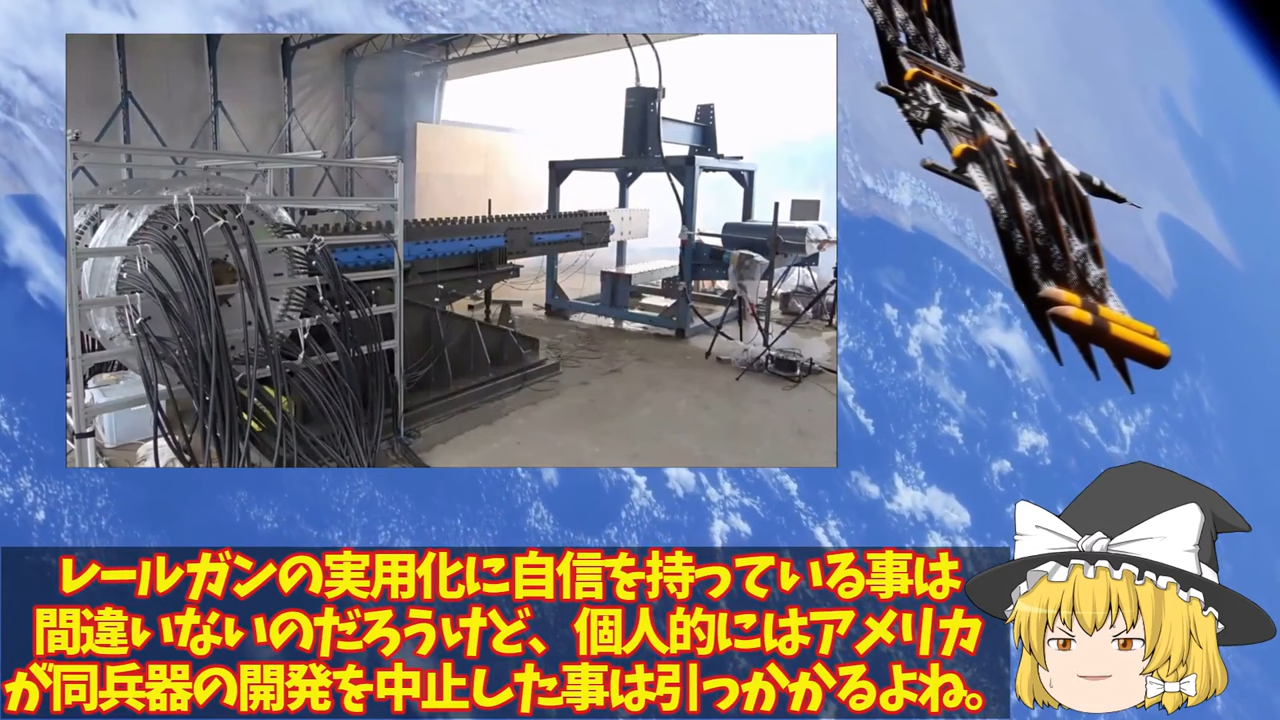 レールガンの実用化に自信を持っている事は
間違いないのだろうけど、個人的にはアメリカ
が同兵器の開発を中止した事は引っかかるよね。